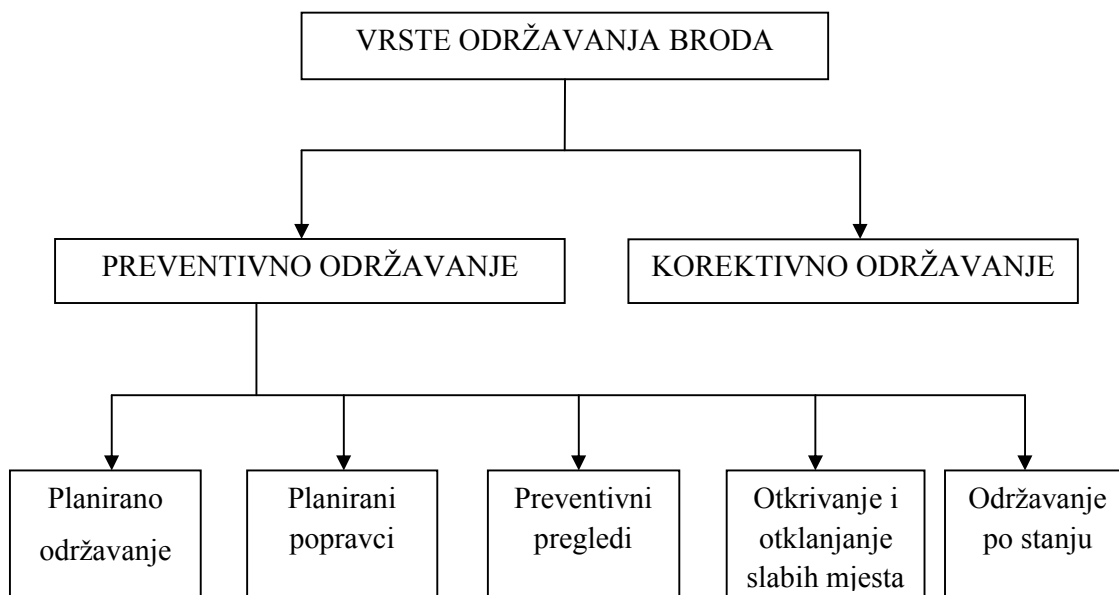 VRSTE ODRŽAVANJA BRODA
PREVENTIVNO ODRŽAVANJE
KOREKTIVNO ODRŽAVANJE
Planirano
održavanje
Planirani
popravci
Preventivni
pregledi
Otkrivanje i
otklanjanje
slabih mjesta
Održavanje
po stanju